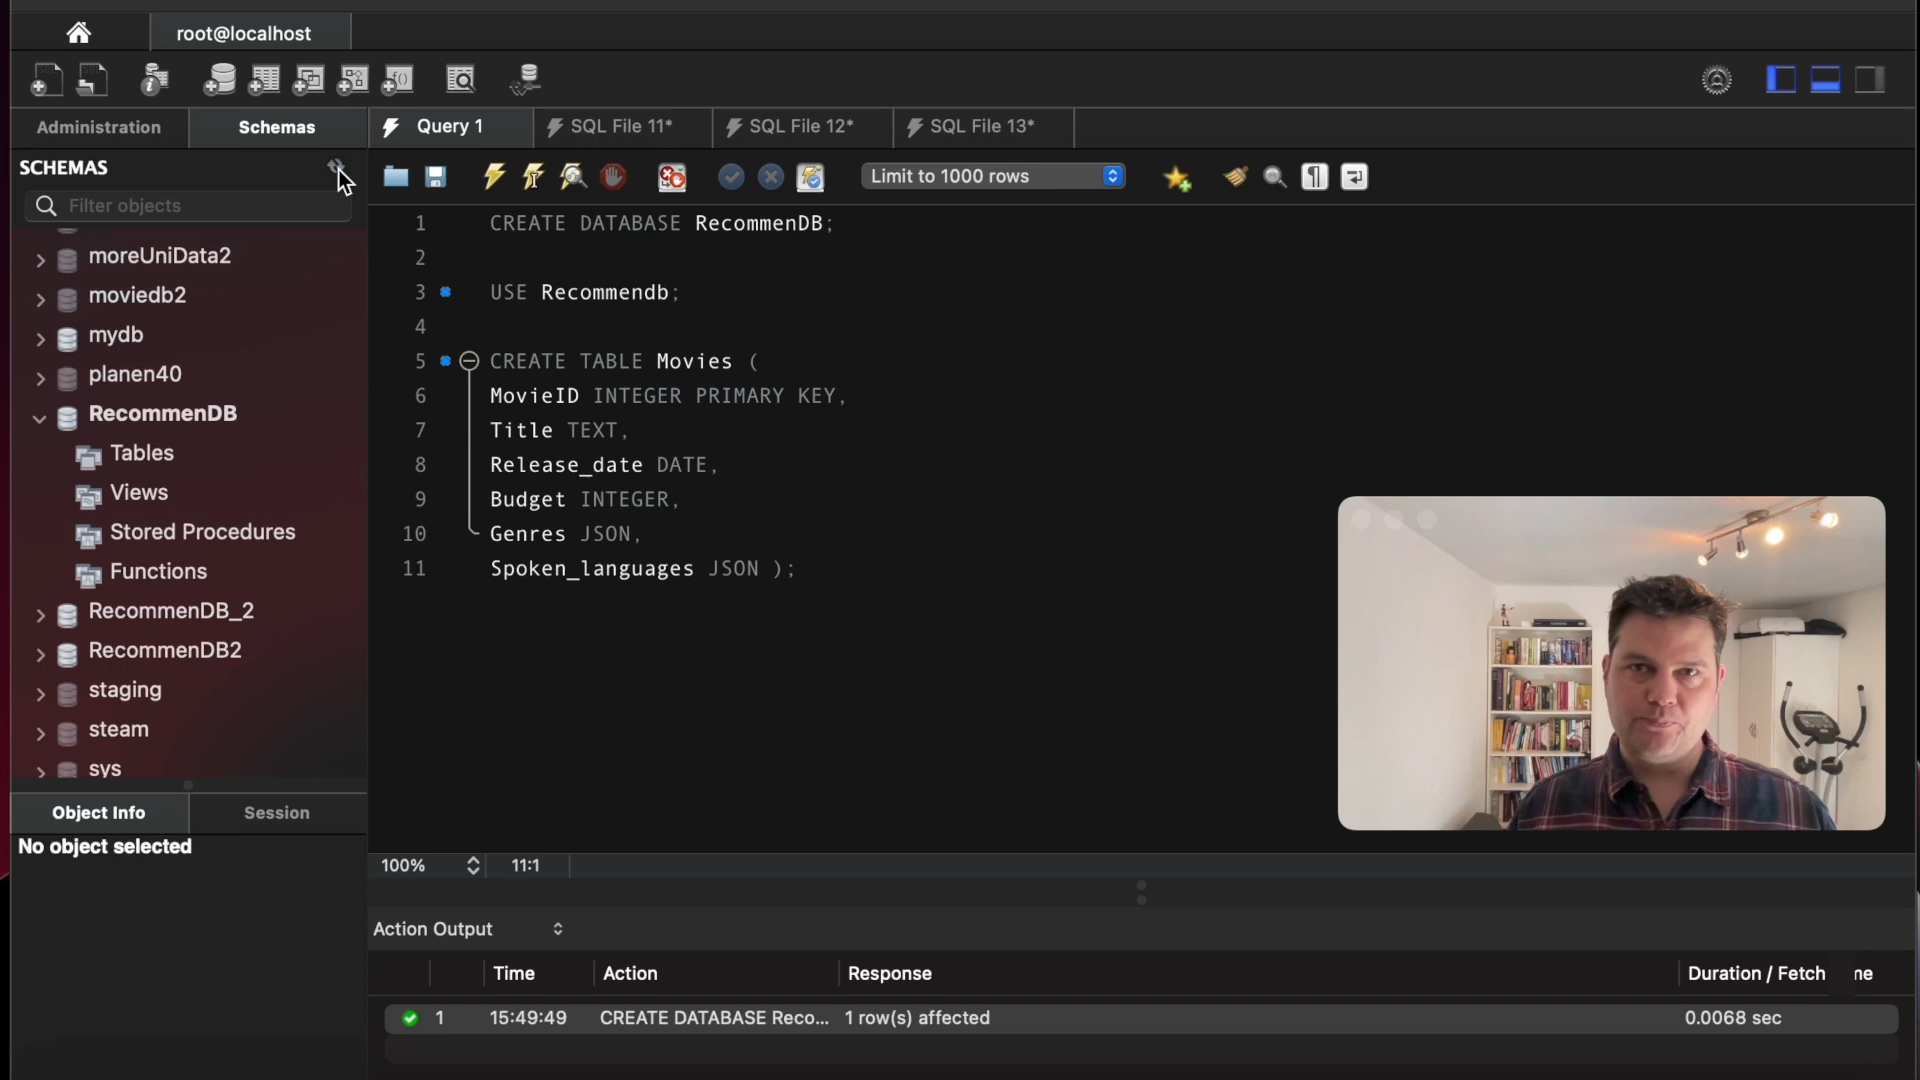 root@localhost
Administration
Schemas
Query 1
SQL File 11*
SQL File 12*
SQL File 13*
SCHEMAS
Filter objects
Limit to 1000 rows
moreUniData2
moviedb2
mydb
planen40
RecommenDB
Tables
Views
Stored Procedures
Functions
RecommenDB_2
RecommenDB2
staging
steam
sys
1 CREATE DATABASE RecommenDB;
2
3 USE Recommendb;
4
5 CREATE TABLE Movies (
6 MovieID INTEGER PRIMARY KEY,
7 Title TEXT,
8 Release_date DATE,
9 Budget INTEGER,
10 Genres JSON,
11 Spoken_languages JSON );
Object Info
Session
No object selected
100%
11:1
Action Output
Time Action Response Duration / Fetch ne
1 15:49:49 CREATE DATABASE Reco... 1 row(s) affected 0.0068 sec